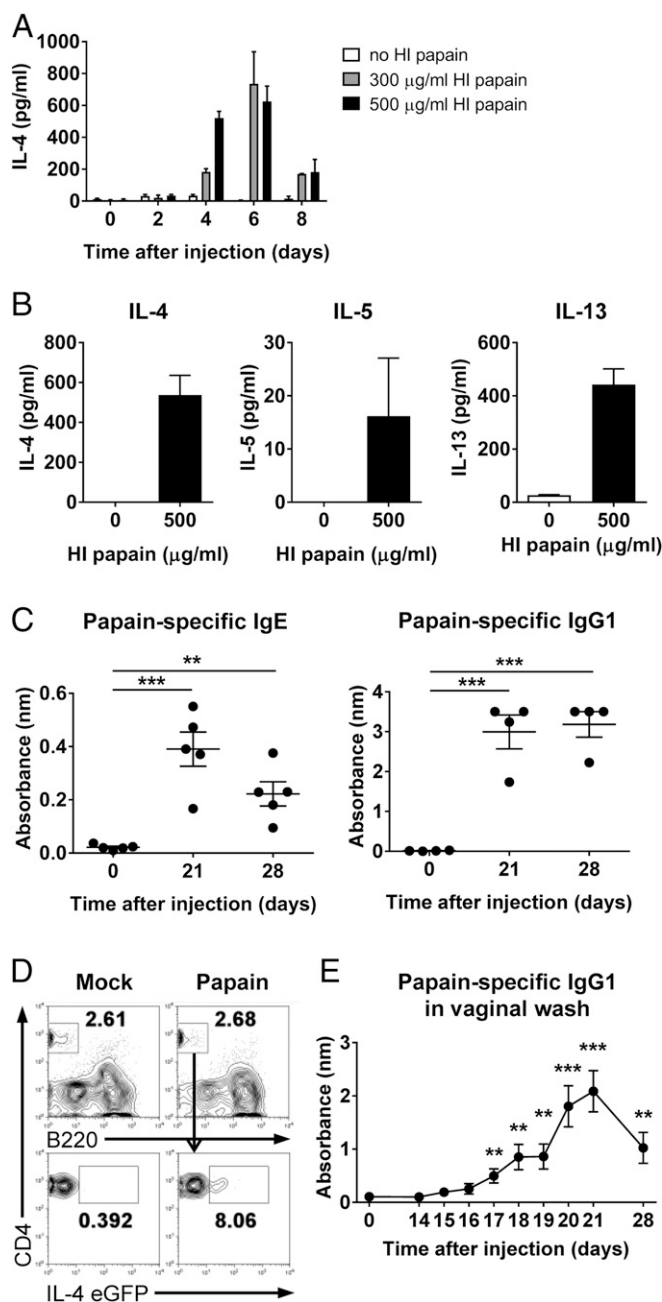 A
IL-4 (pg/ml)
1000
800
600
400
200
0
0 2 4 6 8
Time after injection (days)
no HI papain
300 μg/ml HI papain
500 μg/ml HI papain
B
IL-4
IL-4 (pg/ml)
800
600
400
200
0
0 500
HI papain (μg/ml)
IL-5
IL-5 (pg/ml)
30
20
10
0
0 500
HI papain (μg/ml)
IL-13
IL-13 (pg/ml)
600
400
200
0
0 500
HI papain (μg/ml)
C
Papain-specific IgE
Absorbance (nm)
0.6
0.4
0.2
0.0
**
***
0 21 28
Time after injection (days)
Papain-specific IgG1
Absorbance (nm)
4
3
2
1
0
***
***
0 21 28
Time after injection (days)
D
Mock Papain
2.61 2.68
B220
0.392 8.06
CD4
IL-4 eGFP
E
Papain-specific IgG1
in vaginal wash
Absorbance (nm)
3
2
1
0
** ** ** *** *** **
0 14 15 16 17 18 19 20 21 28
Time after injection (days)